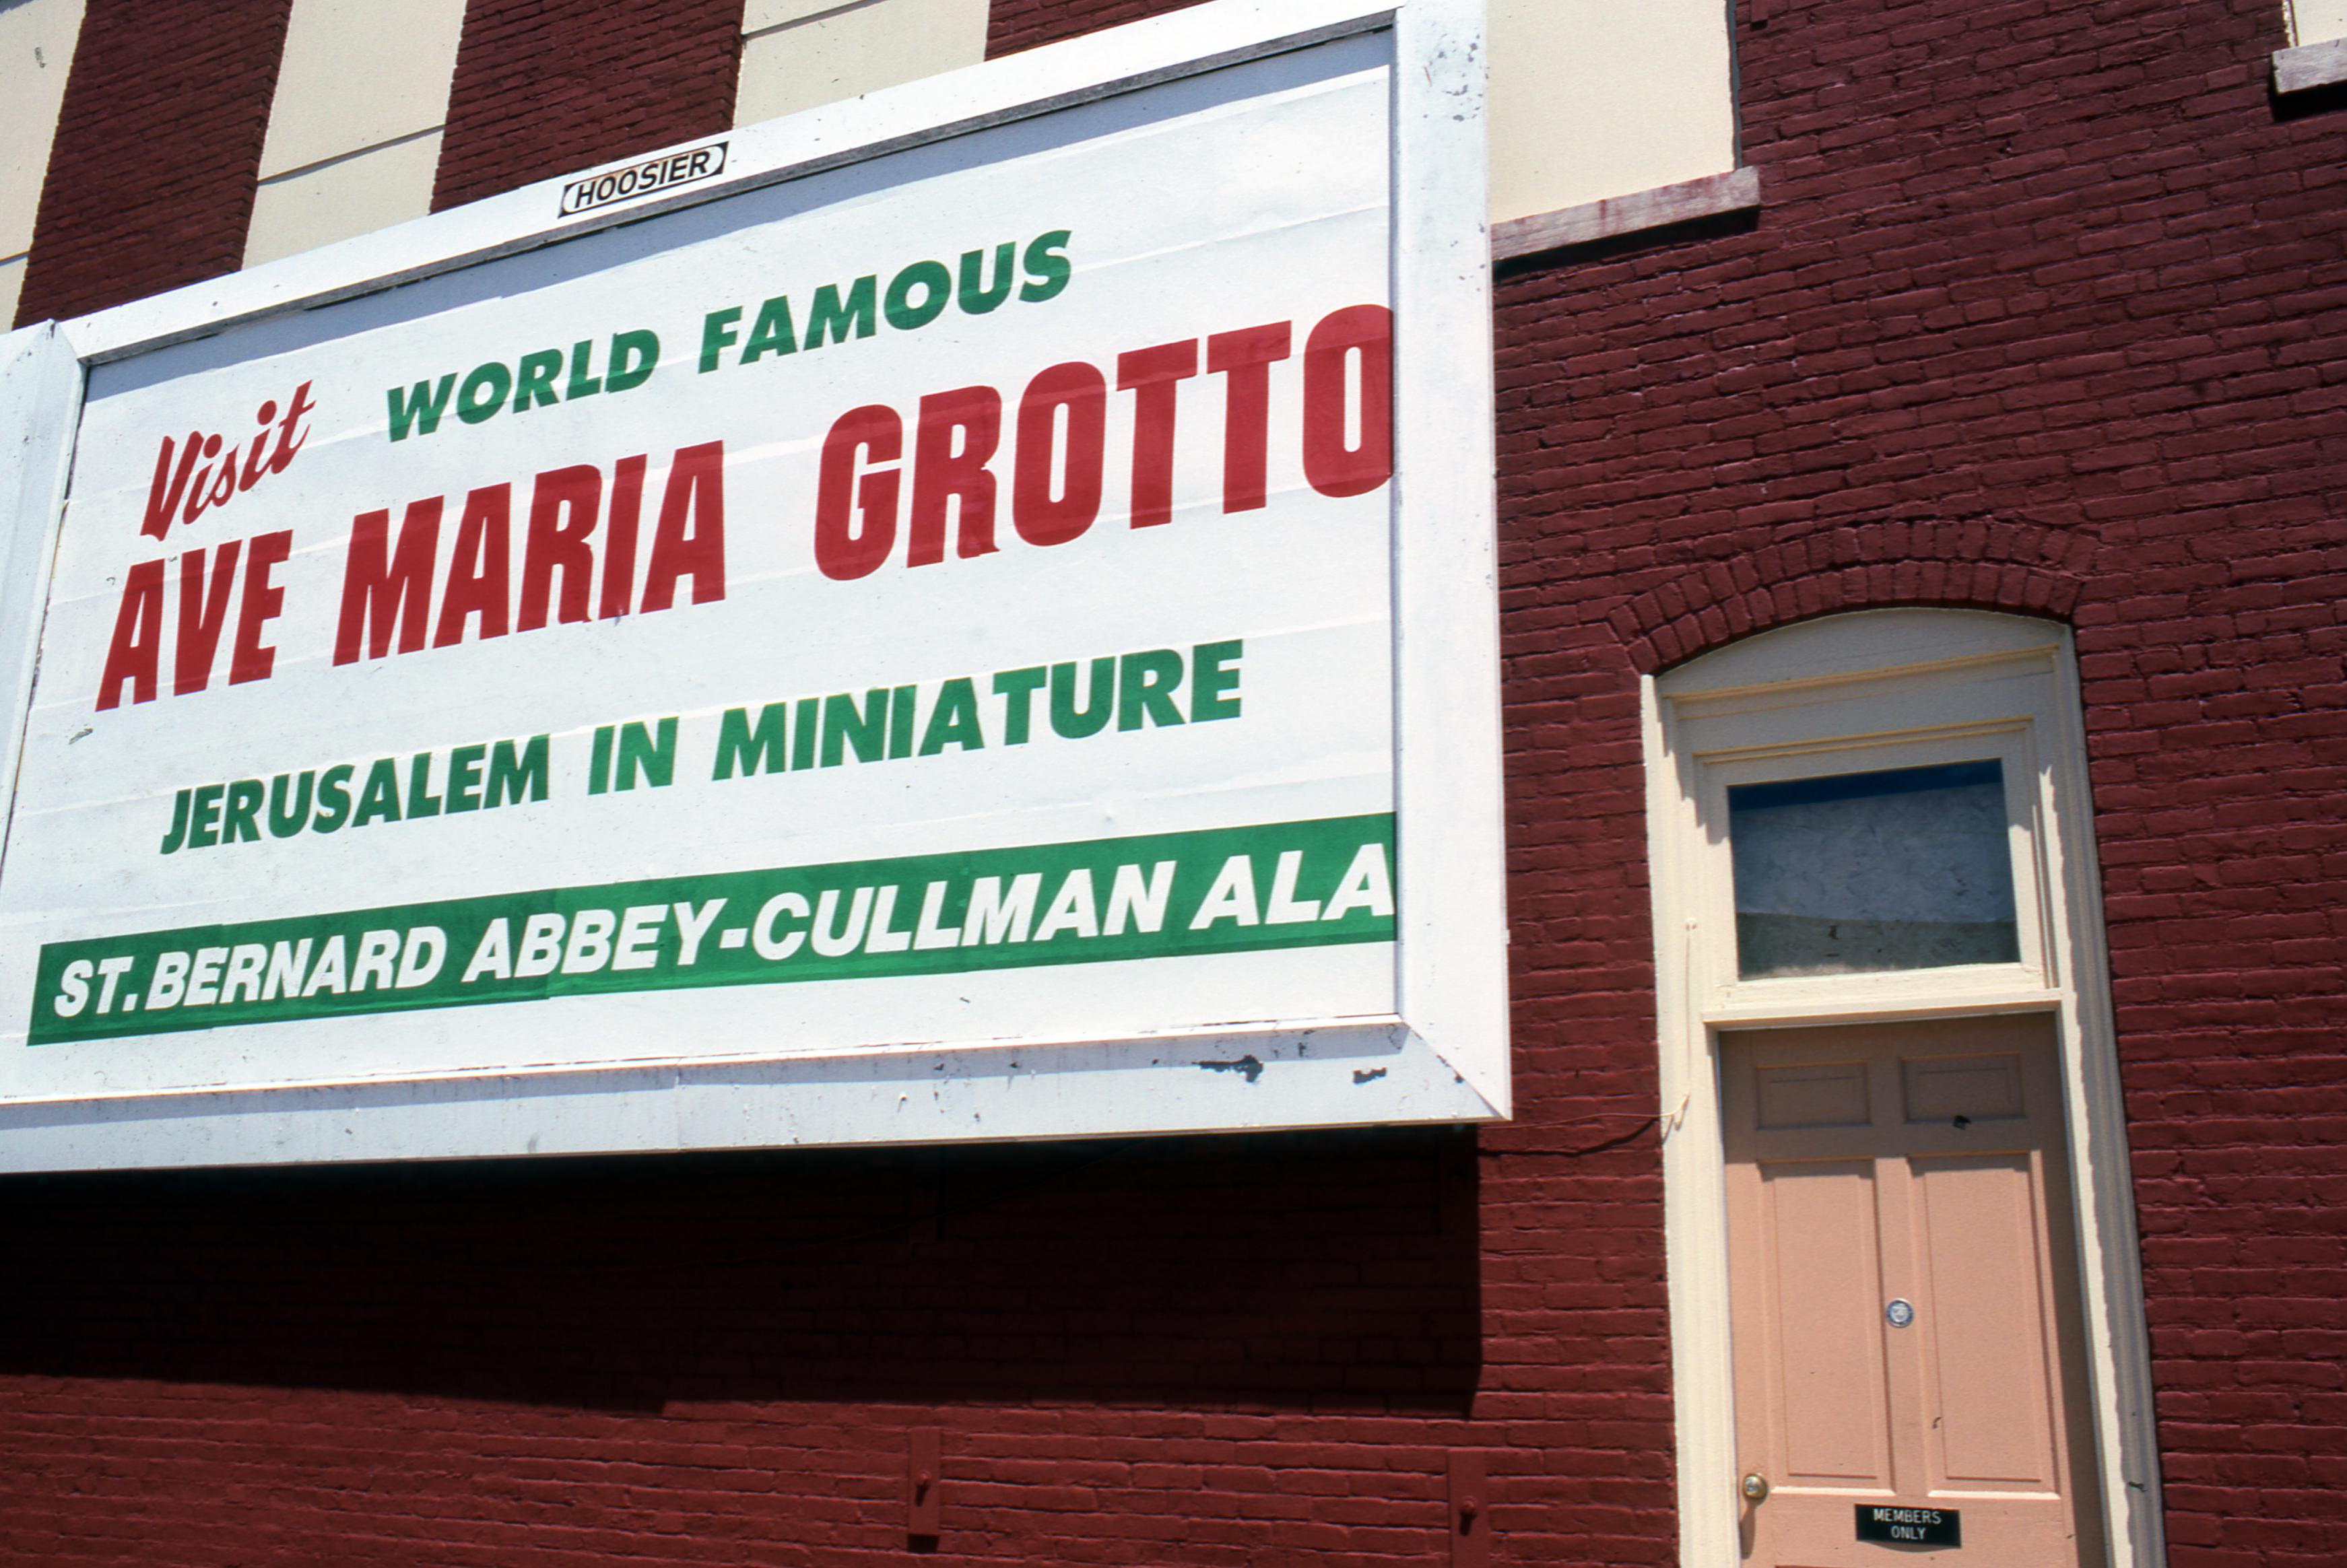 HOOSIER
Visit WORLD FAMOUS
AVE MARIA GROTTO
JERUSALEM IN MINIATURE
ST. BERNARD ABBEY-CULLMAN ALA
MEMBERS
ONLY